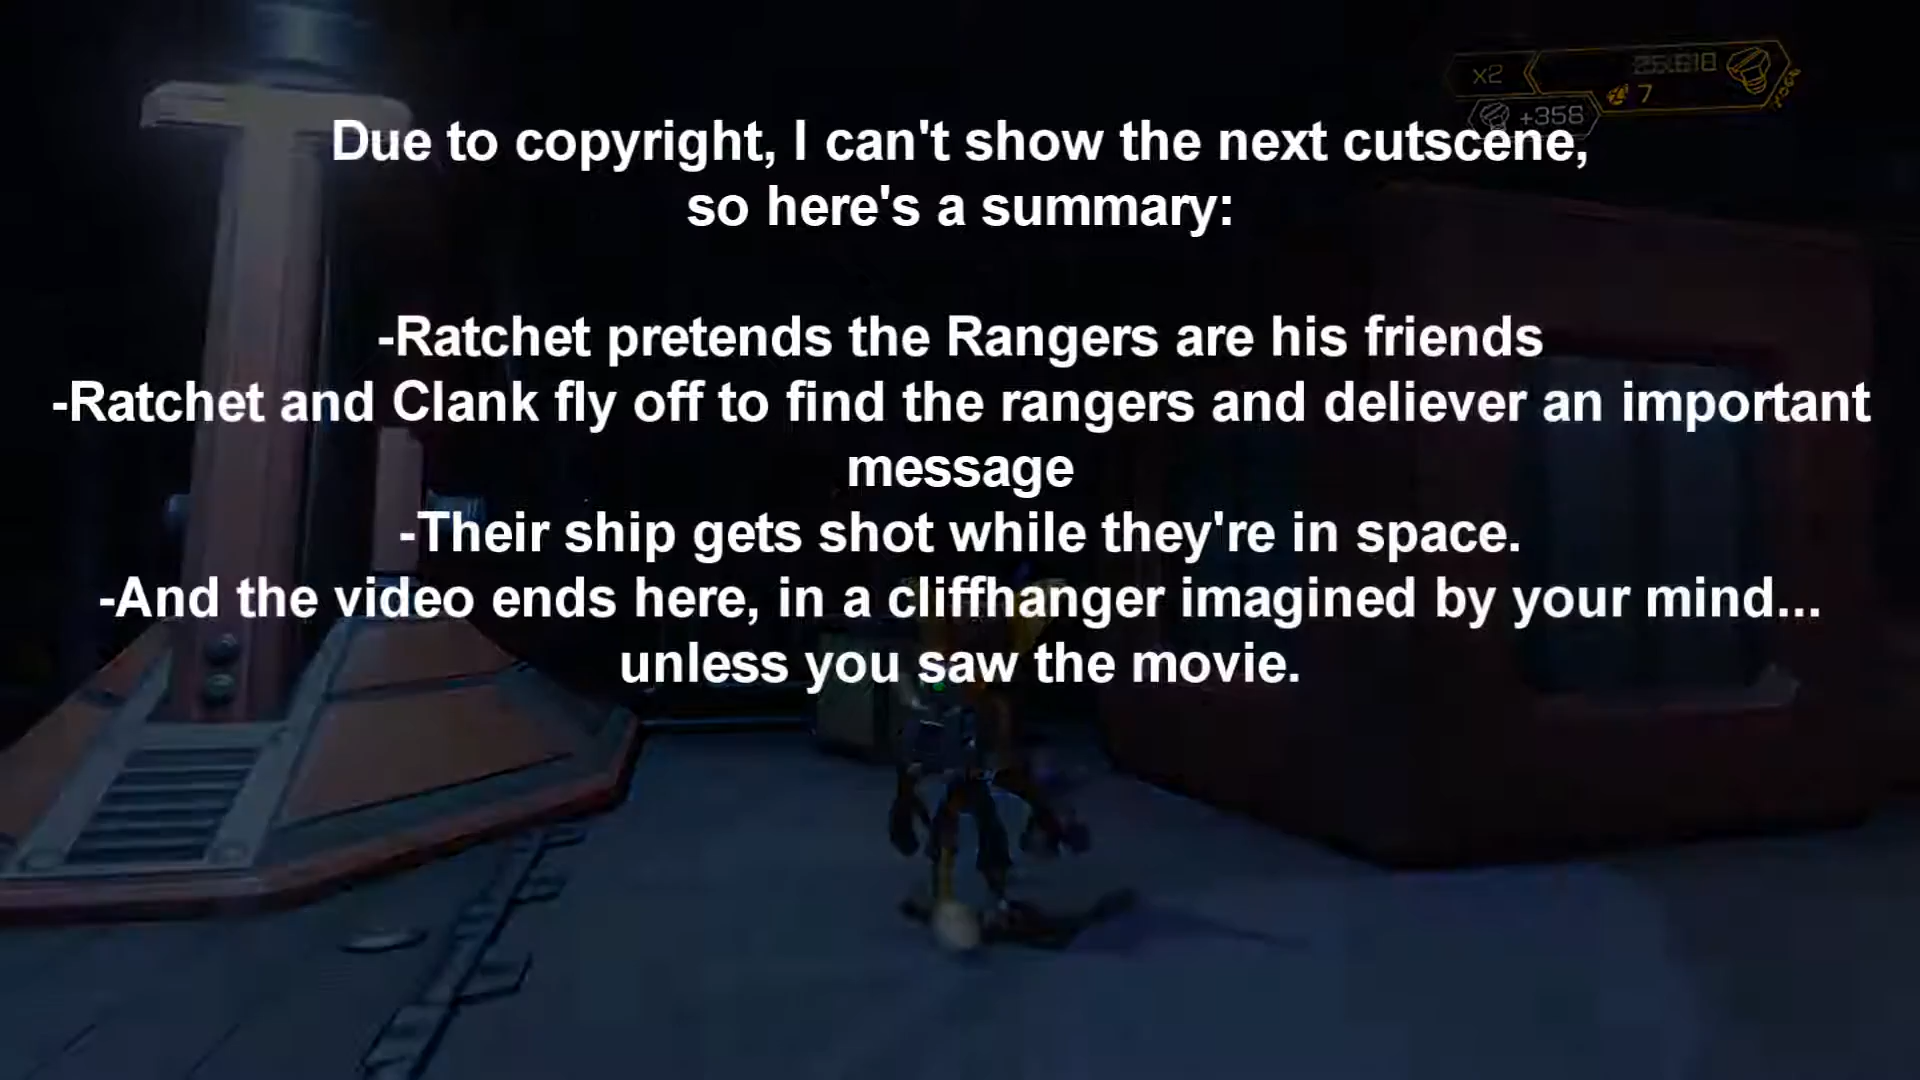 x2
7
+356
Due to copyright, I can't show the next cutscene,
so here's a summary:
-Ratchet pretends the Rangers are his friends
-Ratchet and Clank fly off to find the rangers and deliever an important
message
-Their ship gets shot while they're in space.
-And the video ends here, in a cliffhanger imagined by your mind...
unless you saw the movie.